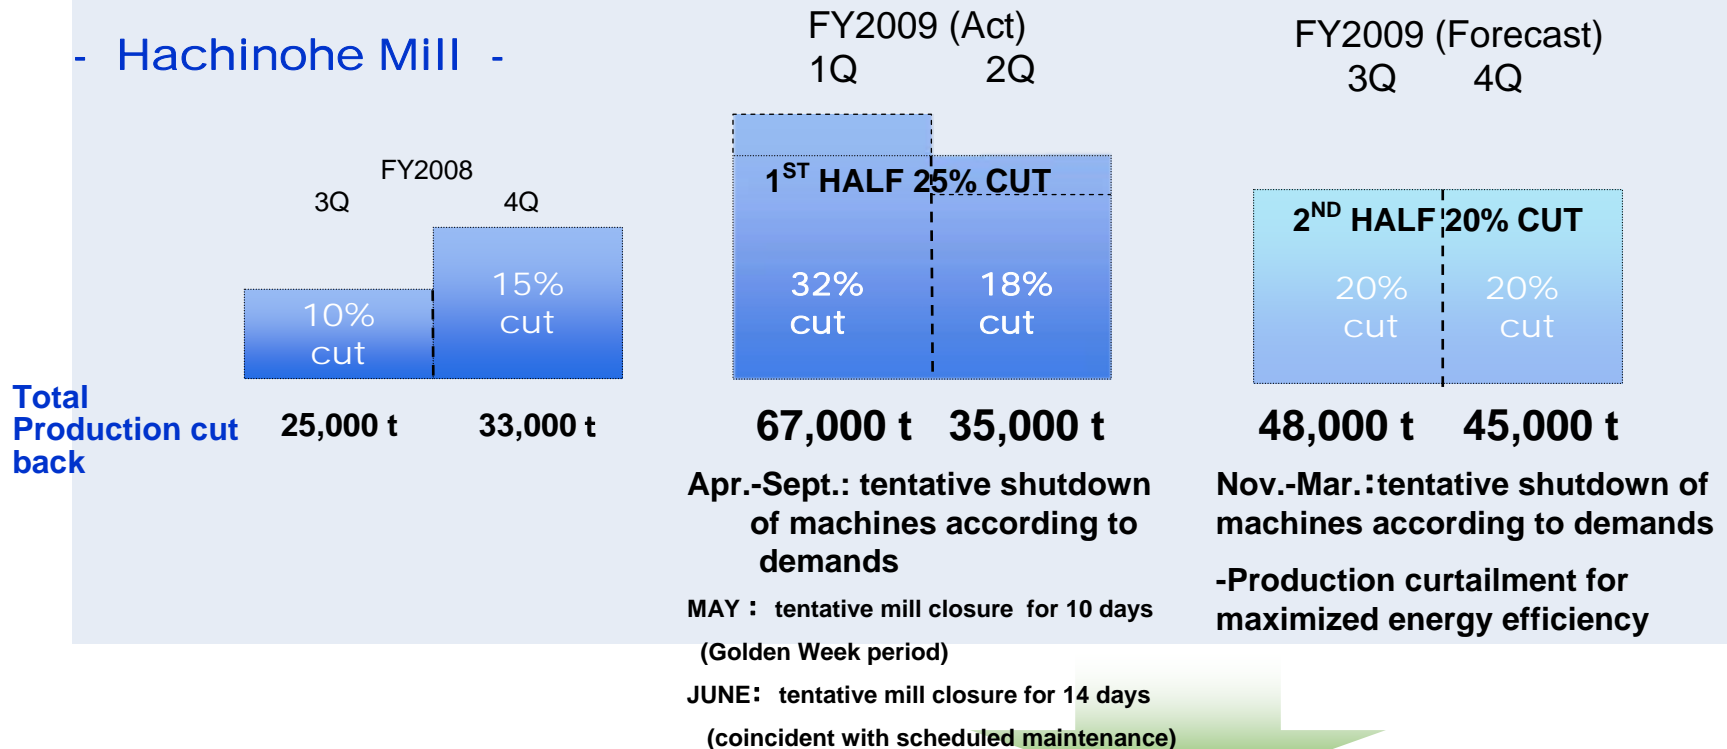 - Hachinohe Mill -
FY2008
3Q 4Q
10%
cut
15%
cut
Total
Production cut
back
25,000 t 33,000 t
FY2009 (Act)
1Q 2Q
1ST HALF 25% CUT
32%
cut
18%
cut
67,000 t 35,000 t
Apr.-Sept.: tentative shutdown
of machines according to
demands
MAY： tentative mill closure for 10 days
(Golden Week period)
JUNE： tentative mill closure for 14 days
(coincident with scheduled maintenance)
FY2009 (Forecast)
3Q 4Q
2ND HALF 20% CUT
20%
cut
20%
cut
48,000 t 45,000 t
Nov.-Mar.：tentative shutdown of
machines according to demands
-Production curtailment for
maximized energy efficiency